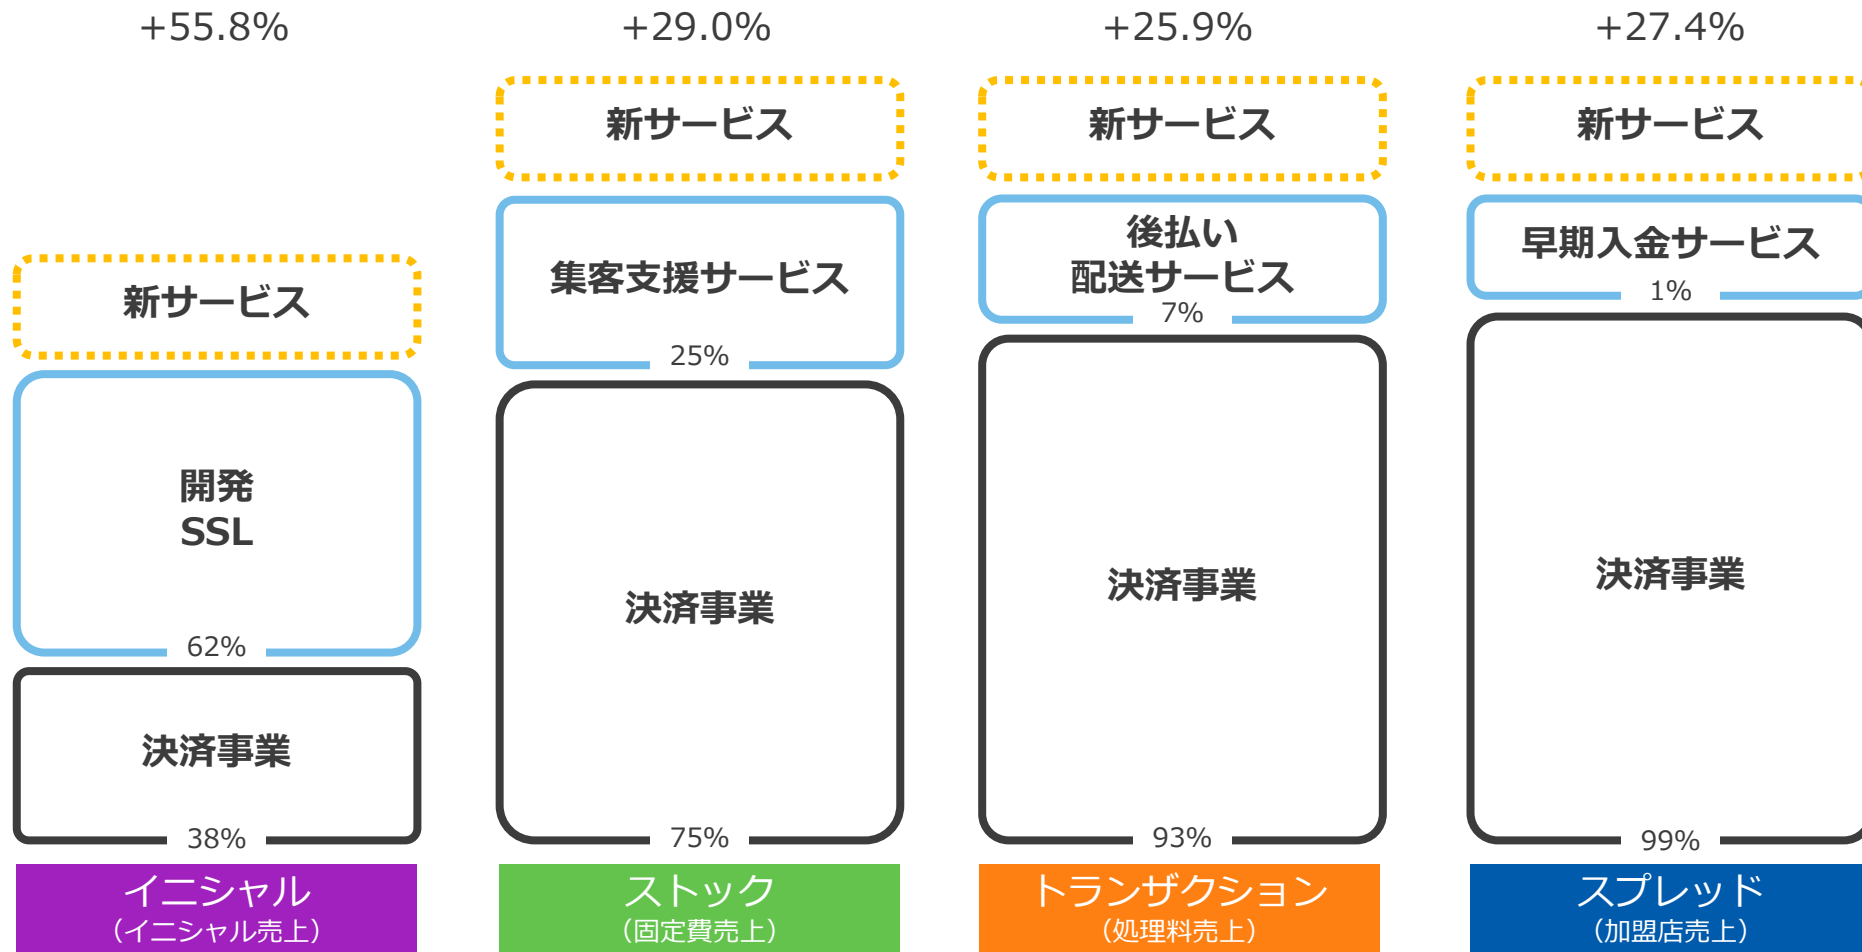 +55.8%
新サービス
開発
SSL
62%
決済事業
38%
イニシャル
（イニシャル売上）
+29.0%
新サービス
集客支援サービス
25%
決済事業
75%
ストック
（固定費売上）
+25.9%
新サービス
後払い
配送サービス
7%
決済事業
93%
トランザクション
（処理料売上）
+27.4%
新サービス
早期入金サービス
1%
決済事業
99%
スプレッド
（加盟店売上）